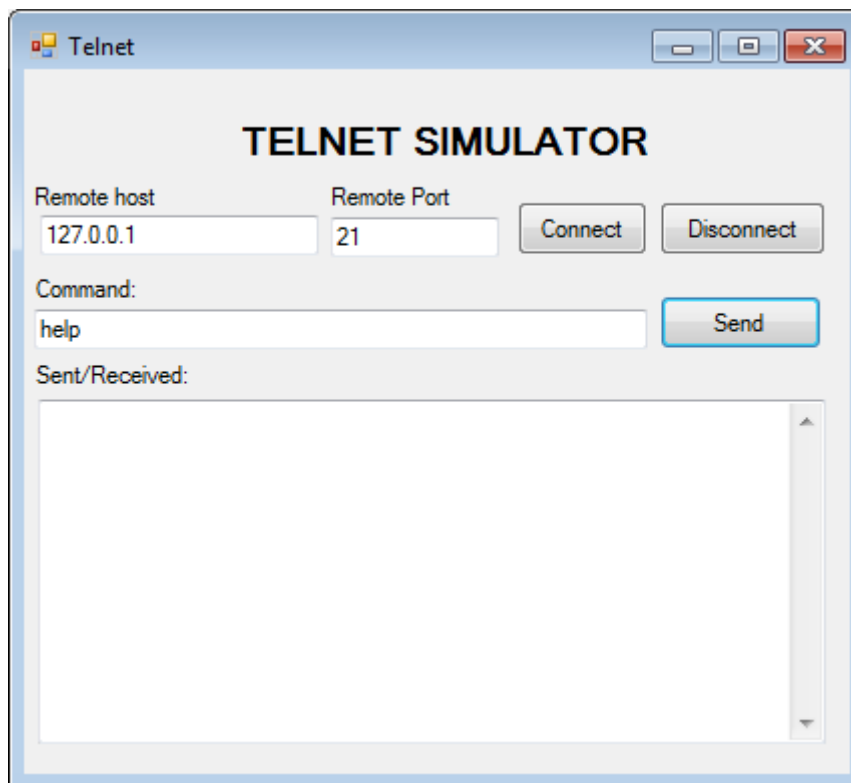 Telnet
TELNET SIMULATOR
Remote host
Remote Port
127.0.0.1
21
Connect
Disconnect
Command:
help
Send
Sent/Received: